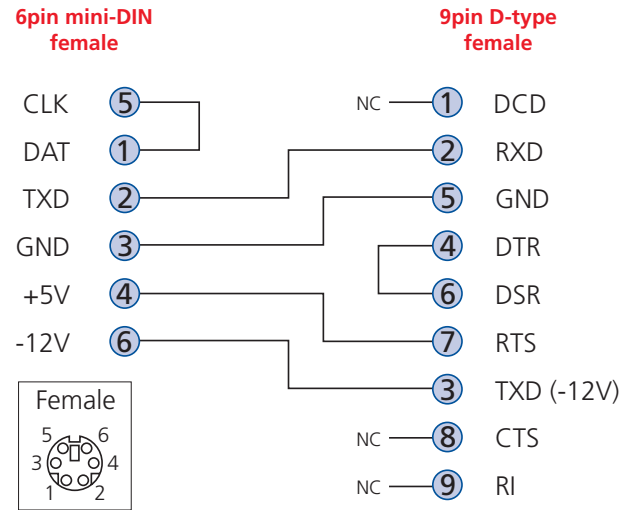 6pin mini-DIN
female
9pin D-type
female
CLK 5 NC 1 DCD
DAT 1 2 RXD
TXD 2 5 GND
GND 3 4 DTR
+5V 4 6 DSR
-12V 6 7 RTS
3 TXD (-12V)
NC 8 CTS
NC 9 RI
Female
5 6
3 4
1 2